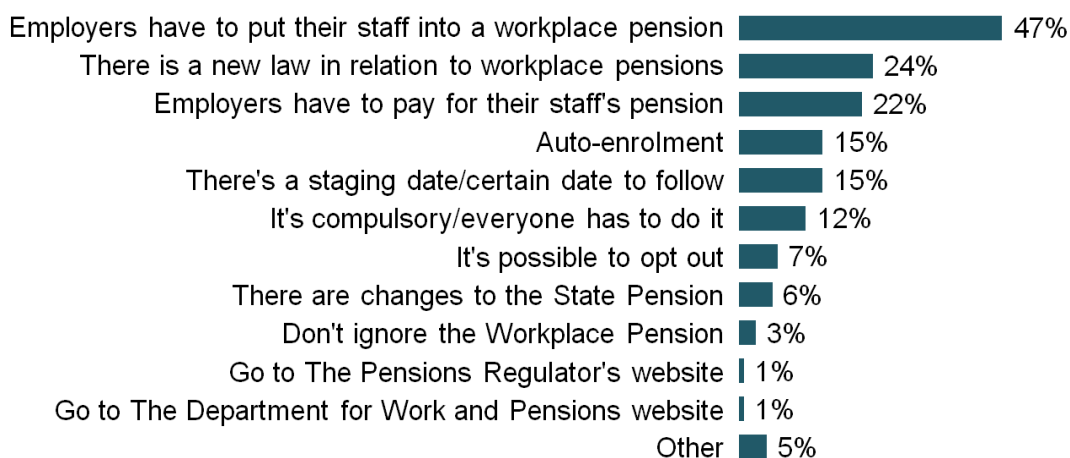 Employers have to put their staff into a workplace pension 47%
There is a new law in relation to workplace pensions 24%
Employers have to pay for their staff's pension 22%
Auto-enrolment 15%
There's a staging date/certain date to follow 15%
It's compulsory/everyone has to do it 12%
It's possible to opt out 7%
There are changes to the State Pension 6%
Don't ignore the Workplace Pension 3%
Go to The Pensions Regulator's website 1%
Go to The Department for Work and Pensions website 1%
Other 5%